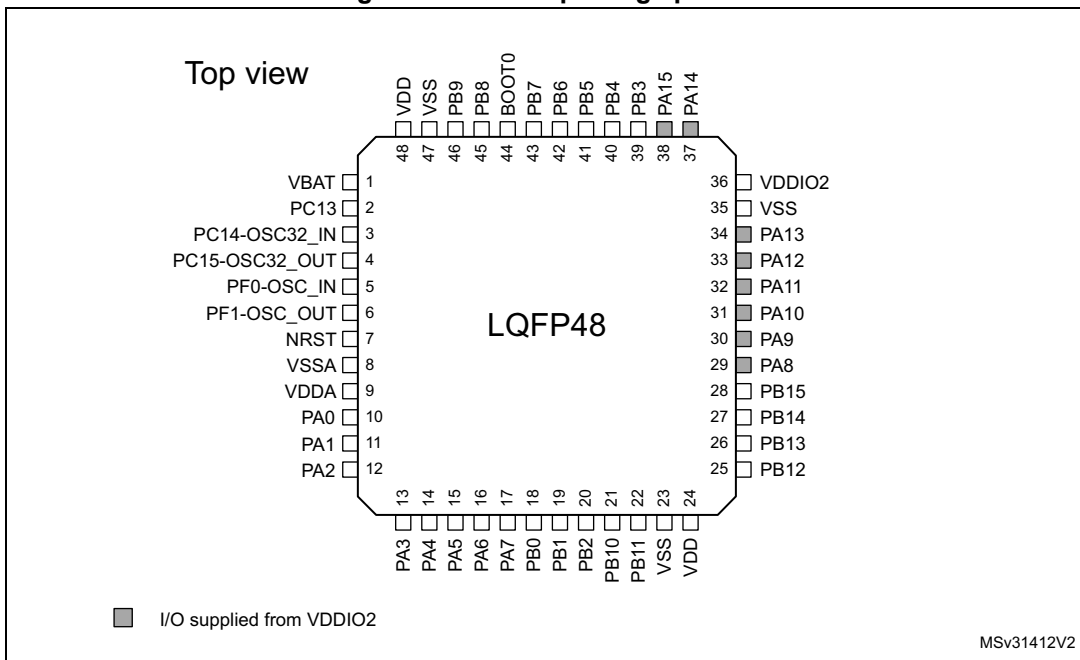 Top view
VDD
VSS
PB9
PB8
BOOT0
PB7
PB6
PB5
PB4
PB3
PA15
PA14
48
47
46
45
44
43
42
41
40
39
38
37
VBAT 1
PC13 2
PC14-OSC32_IN 3
PC15-OSC32_OUT 4
PF0-OSC_IN 5
PF1-OSC_OUT 6
NRST 7
VSSA 8
VDDA 9
PA0 10
PA1 11
PA2 12
LQFP48
36 VDDIO2
35 VSS
34 PA13
33 PA12
32 PA11
31 PA10
30 PA9
29 PA8
28 PB15
27 PB14
26 PB13
25 PB12
13
14
15
16
17
18
19
20
21
22
23
24
PA3
PA4
PA5
PA6
PA7
PB0
PB1
PB2
PB10
PB11
VSS
VDD
I/O supplied from VDDIO2
MSv31412V2